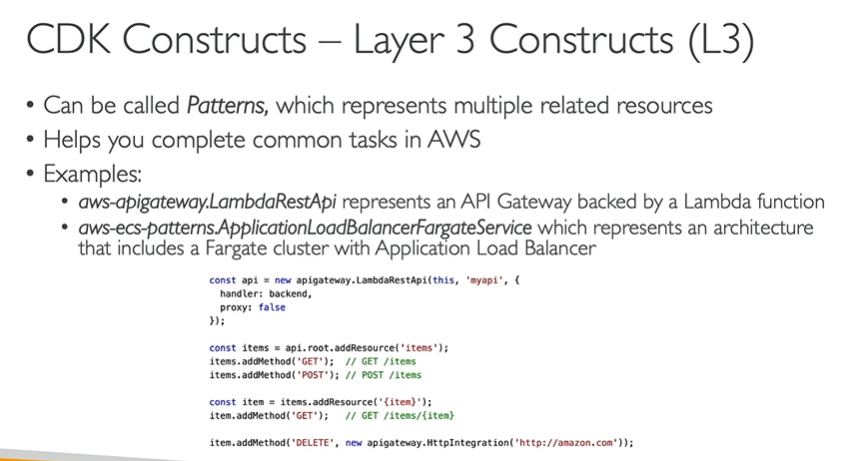 CDK Constructs – Layer 3 Constructs (L3)
• Can be called Patterns, which represents multiple related resources
• Helps you complete common tasks in AWS
• Examples:
• aws-apigateway.LambdaRestApi represents an API Gateway backed by a Lambda function
• aws-ecs-patterns.ApplicationLoadBalancerFargateService which represents an architecture
that includes a Fargate cluster with Application Load Balancer
const api = new apigateway.LambdaRestApi(this, 'myapi', {
  handler: backend,
  proxy: false
});
const items = api.root.addResource('items');
items.addMethod('GET');  // GET /items
items.addMethod('POST'); // POST /items
const item = items.addResource('{item}');
item.addMethod('GET');   // GET /items/{item}
item.addMethod('DELETE', new apigateway.HttpIntegration('http://amazon.com'));